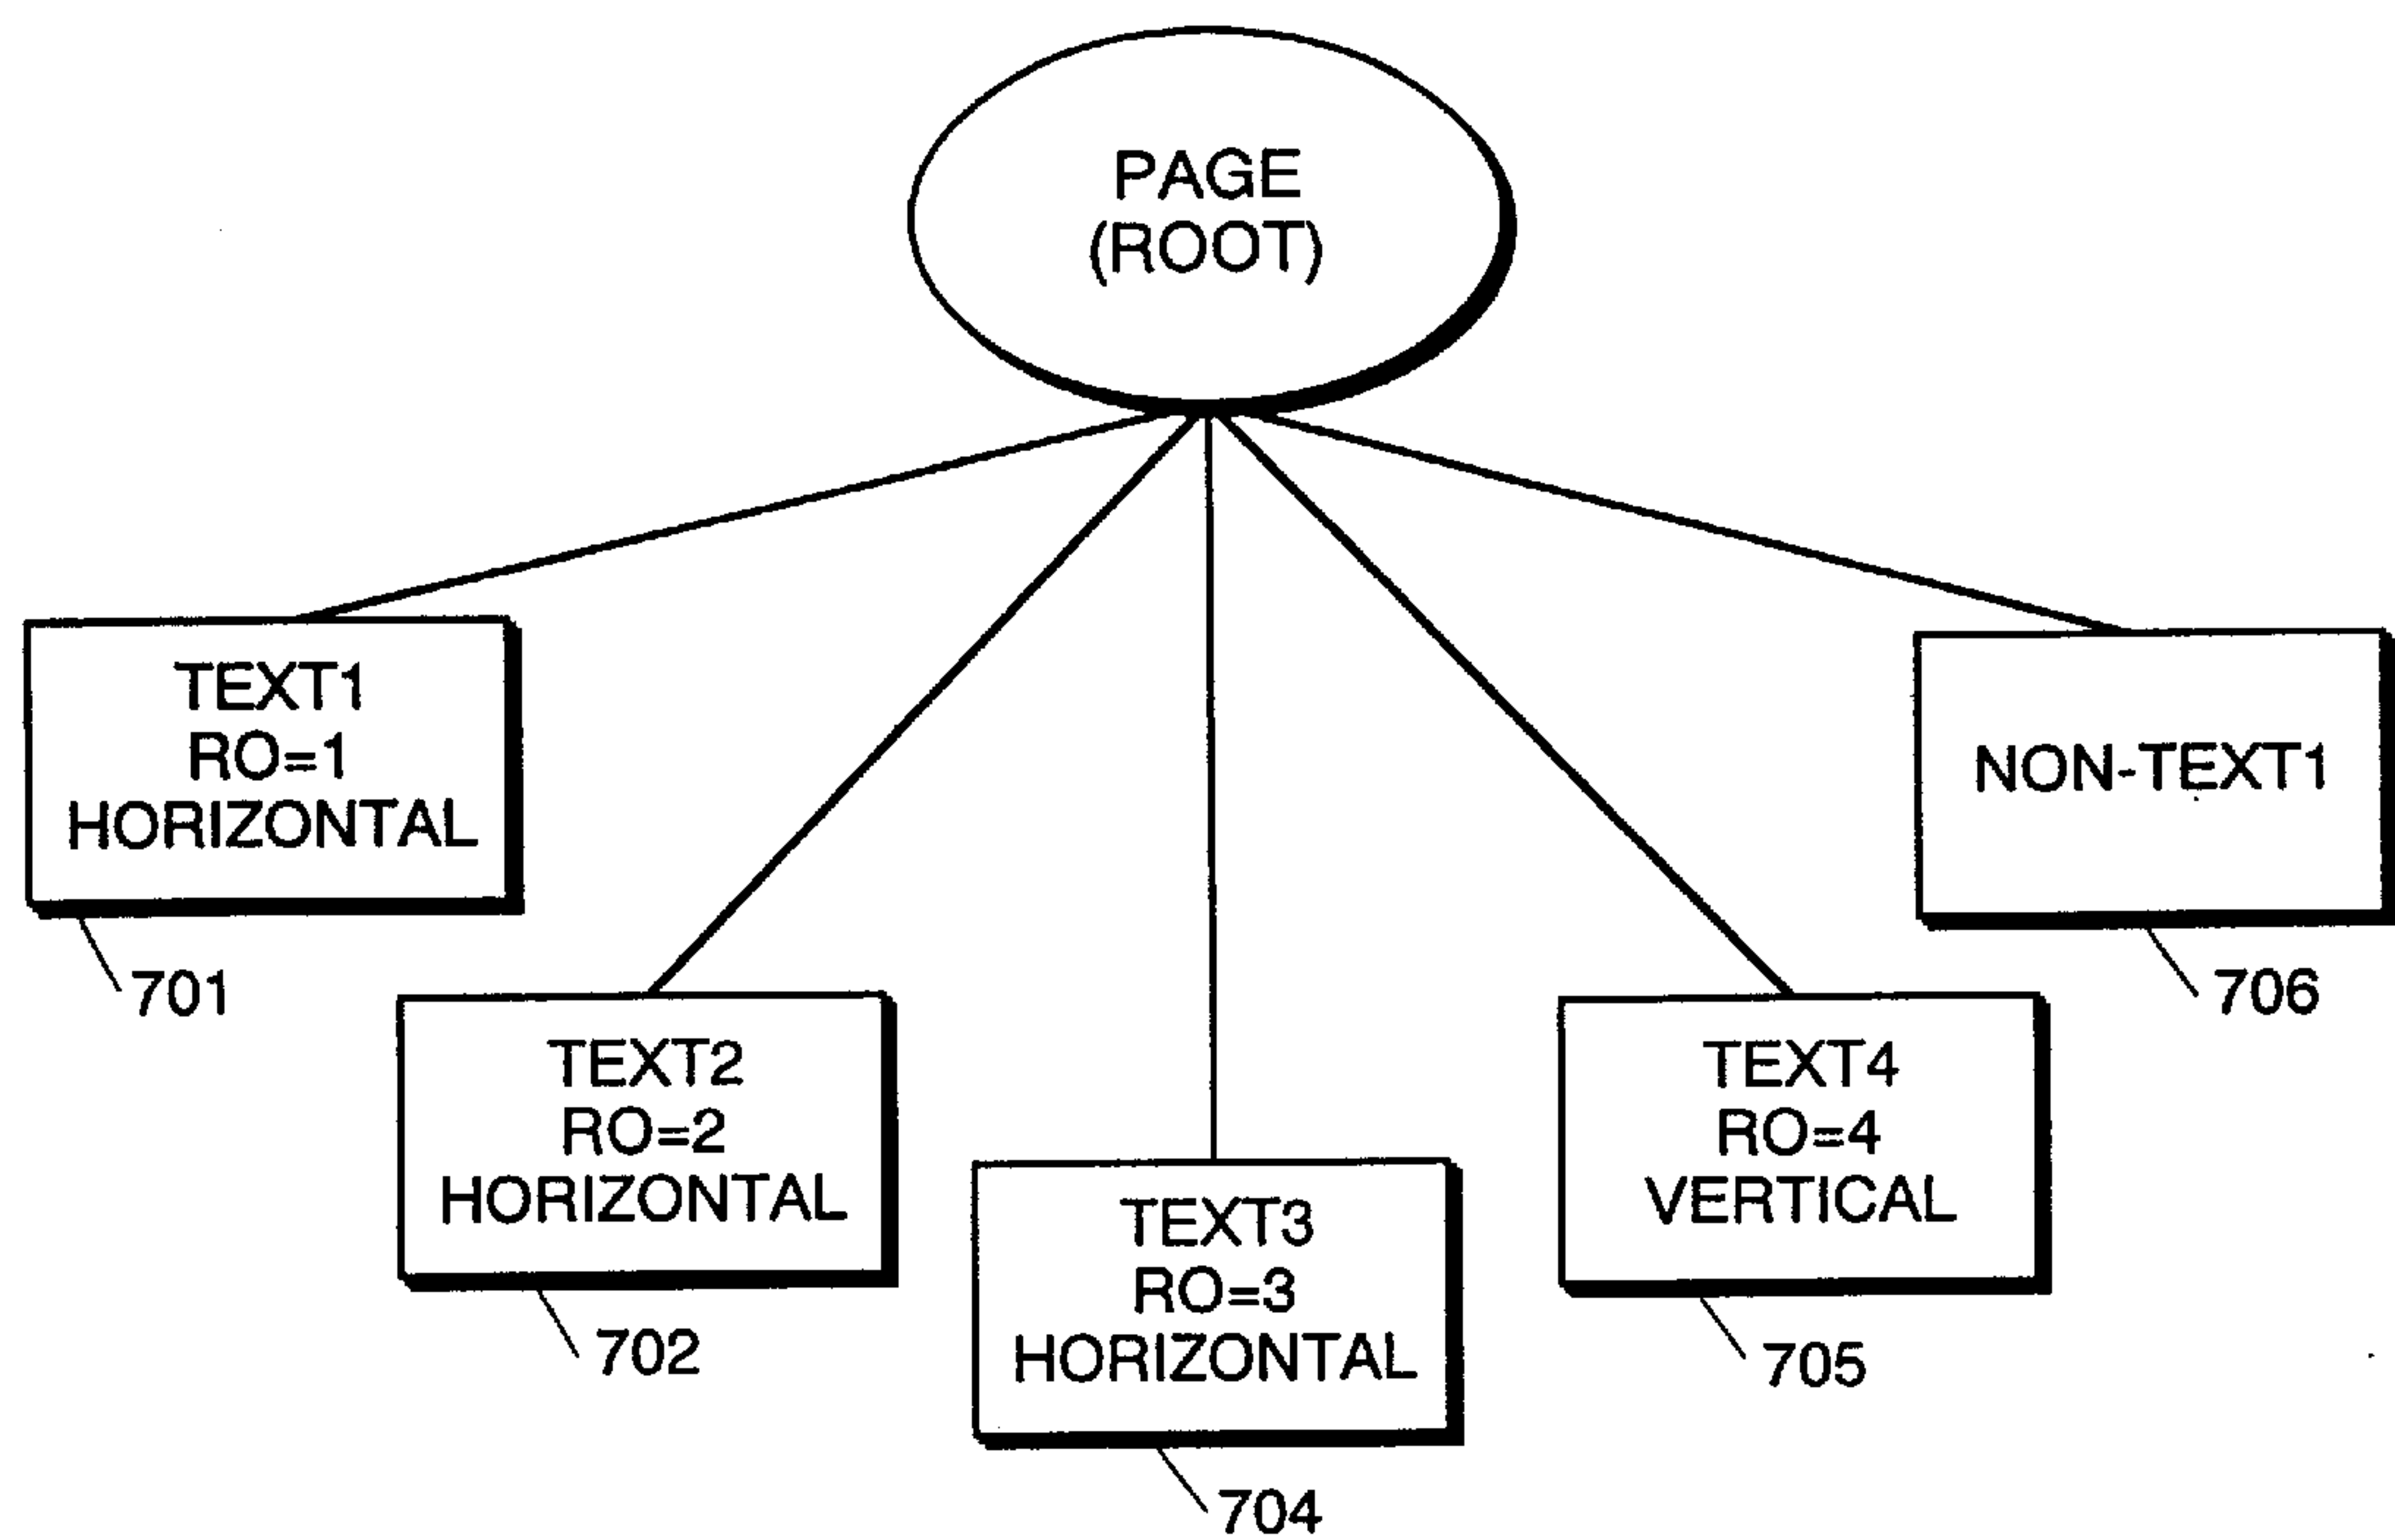 PAGE
(ROOT)
TEXT1
RO=1
HORIZONTAL
701
TEXT2
RO=2
HORIZONTAL
702
TEXT3
RO=3
HORIZONTAL
704
TEXT4
RO=4
VERTICAL
705
NON-TEXT1
706